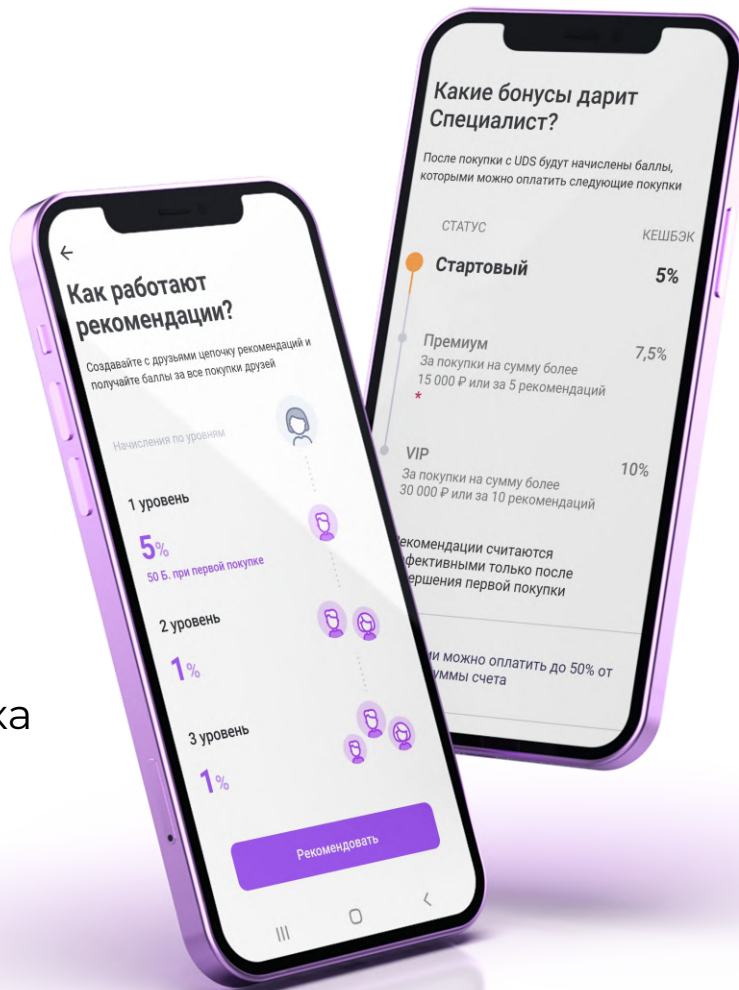 Как работают
рекомендации?
Создавайте с друзьями цепочку рекомендаций и
получайте баллы за все покупки друзей
Начисления по уровням
1 уровень
5%
50 Б. при первой покупке
2 уровень
1%
3 уровень
1%
Рекомендовать
Какие бонусы дарит
Специалист?
После покупки с UDS будут начислены баллы,
которыми можно оплатить следующие покупки
СТАТУС КЕШБЭК
Стартовый 5%
Премиум 7,5%
За покупки на сумму более
15 000 ₽ или за 5 рекомендаций
*
VIP 10%
За покупки на сумму более
30 000 ₽ или за 10 рекомендаций
екомендации считаются
фективными только после
ершения первой покупки
ми можно оплатить до 50% от
уммы счета
ка